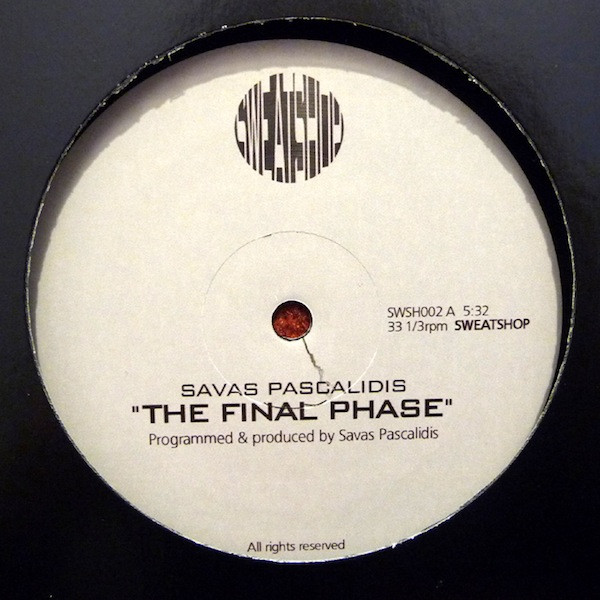 SWEATSHOP
SWSH002 A 5:32
33 1/3rpm SWEATSHOP
SAVAS PASCALIDIS
"THE FINAL PHASE"
Programmed & produced by Savas Pascalidis
All rights reserved